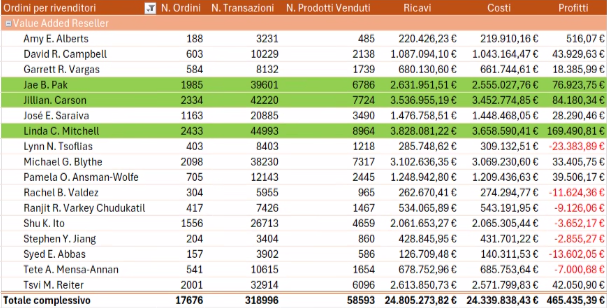 Ordini per rivenditori N. Ordini N. Transazioni N. Prodotti Venduti Ricavi Costi Profitti
Value Added Reseller
Amy E. Alberts 188 3231 485 220.426,23 € 219.910,16 € 516,07 €
David R. Campbell 603 10229 2138 1.087.094,10 € 1.043.164,47 € 43.929,63 €
Garrett R. Vargas 584 8132 1739 680.130,60 € 661.744,61 € 18.385,99 €
Jae B. Pak 1985 39601 6786 2.631.951,51 € 2.555.027,76 € 76.923,75 €
Jillian. Carson 2334 42220 7724 3.536.955,19 € 3.452.774,85 € 84.180,34 €
José E. Saraiva 1163 20885 3490 1.476.758,51 € 1.448.468,05 € 28.290,46 €
Linda C. Mitchell 2433 44993 8964 3.828.081,22 € 3.658.590,41 € 169.490,81 €
Lynn N. Tsoflias 403 8403 1218 285.748,62 € 309.132,51 € -23.383,89 €
Michael G. Blythe 2098 38230 7317 3.102.636,35 € 3.069.230,60 € 33.405,75 €
Pamela O. Ansman-Wolfe 705 12143 2445 1.248.942,80 € 1.209.436,63 € 39.506,17 €
Rachel B. Valdez 304 5955 965 262.670,41 € 274.294,77 € -11.624,36 €
Ranjit R. Varkey Chudukatil 417 7426 1467 534.065,89 € 543.191,95 € -9.126,06 €
Shu K. Ito 1556 26713 4659 2.061.653,27 € 2.065.305,44 € -3.652,17 €
Stephen Y. Jiang 204 3404 860 428.845,95 € 431.701,22 € -2.855,27 €
Syed E. Abbas 157 3902 586 126.709,48 € 140.311,53 € -13.602,05 €
Tete A. Mensa-Annan 541 10615 1654 678.752,96 € 685.753,64 € -7.000,68 €
Tsvi M. Reiter 2001 32914 6096 2.613.850,73 € 2.571.799,83 € 42.050,90 €
Totale complessivo 17676 318996 58593 24.805.273,82 € 24.339.838,43 € 465.435,39 €